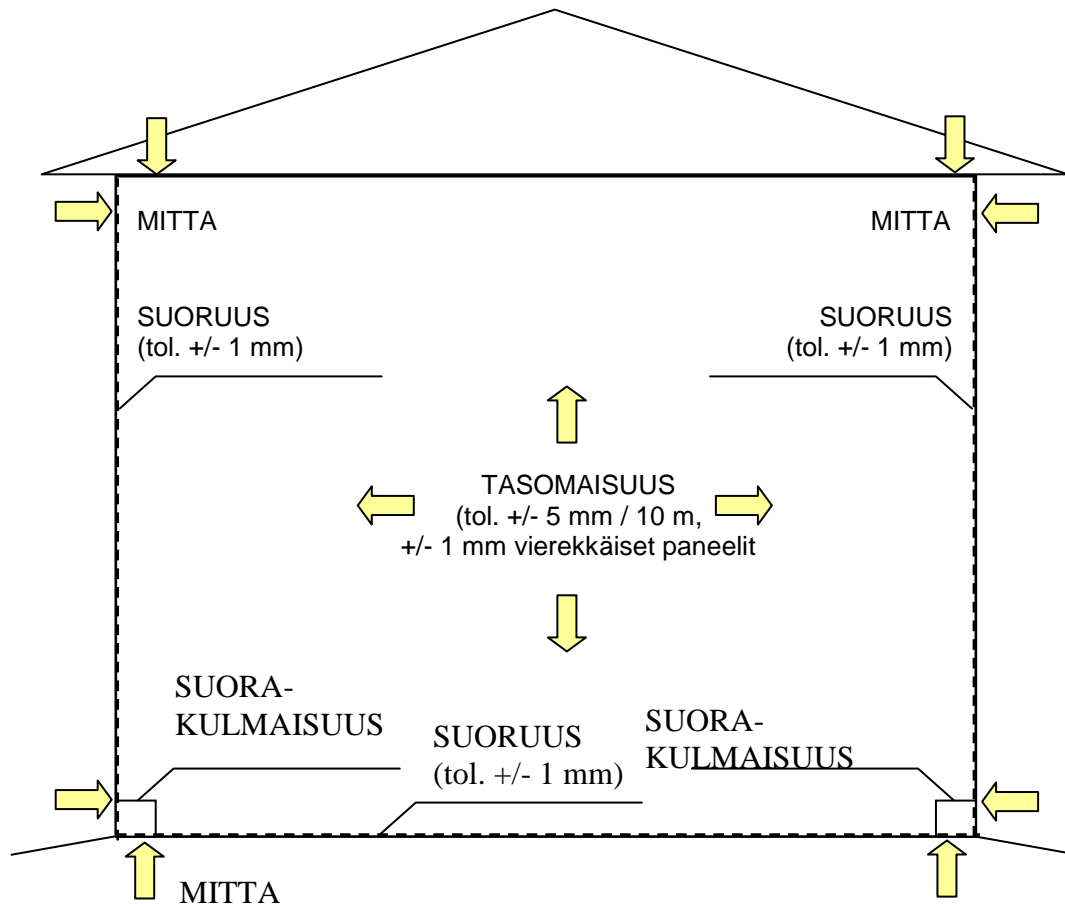 MITTA
MITTA
SUORUUS
(tol. +/- 1 mm)
SUORUUS
(tol. +/- 1 mm)
TASOMAISUUS
(tol. +/- 5 mm / 10 m,
+/- 1 mm vierekkäiset paneelit
SUORA-
KULMAISUUS
SUORUUS
(tol. +/- 1 mm)
SUORA-
KULMAISUUS
MITTA